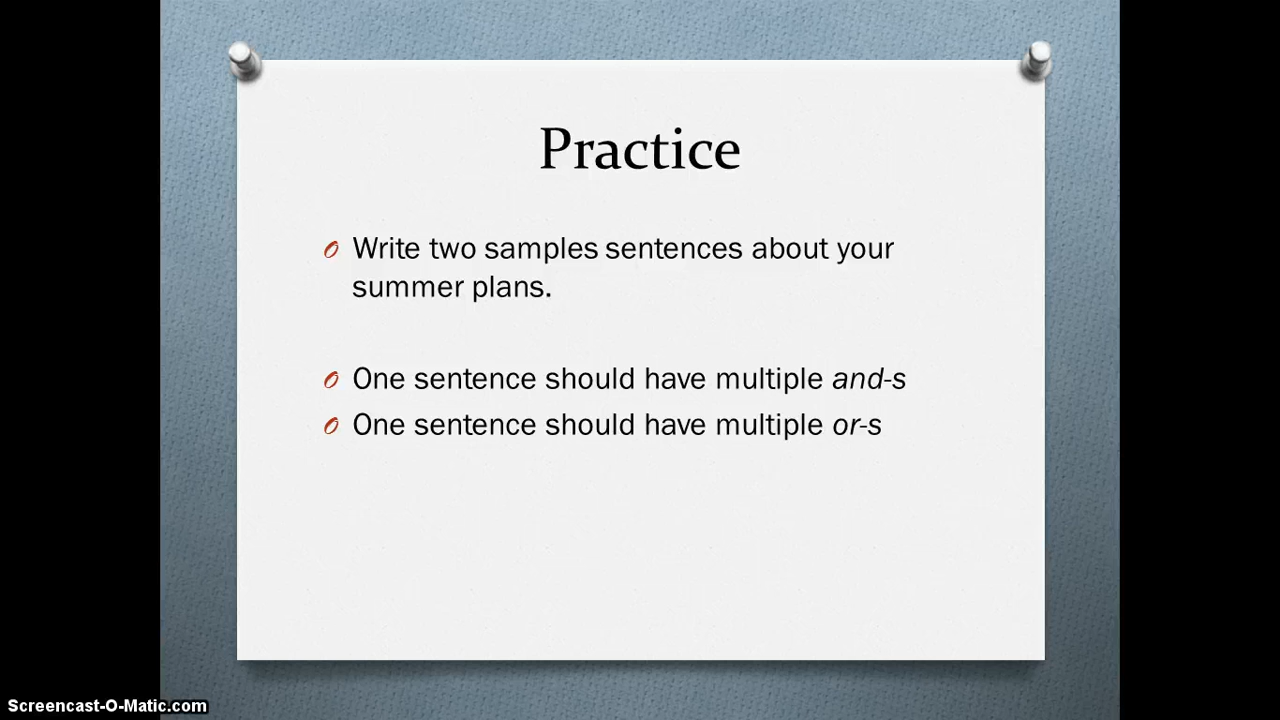 Practice
Write two samples sentences about your
summer plans.
One sentence should have multiple and-s
One sentence should have multiple or-s
Screencast-O-Matic.com